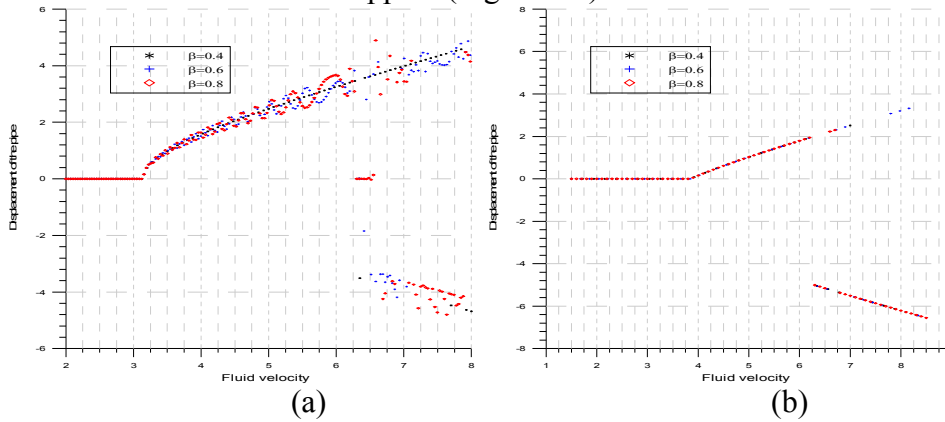 β=0.4
β=0.6
β=0.8
Displacement of the pipe
6
4
2
0
-2
-4
-6
2
3
4
5
6
7
8
Fluid velocity
(a)
β=0.4
β=0.6
β=0.8
Displacement of the pipe
8
6
4
2
0
-2
-4
-6
-8
1
2
3
4
5
6
7
8
Fluid velocity
(b)